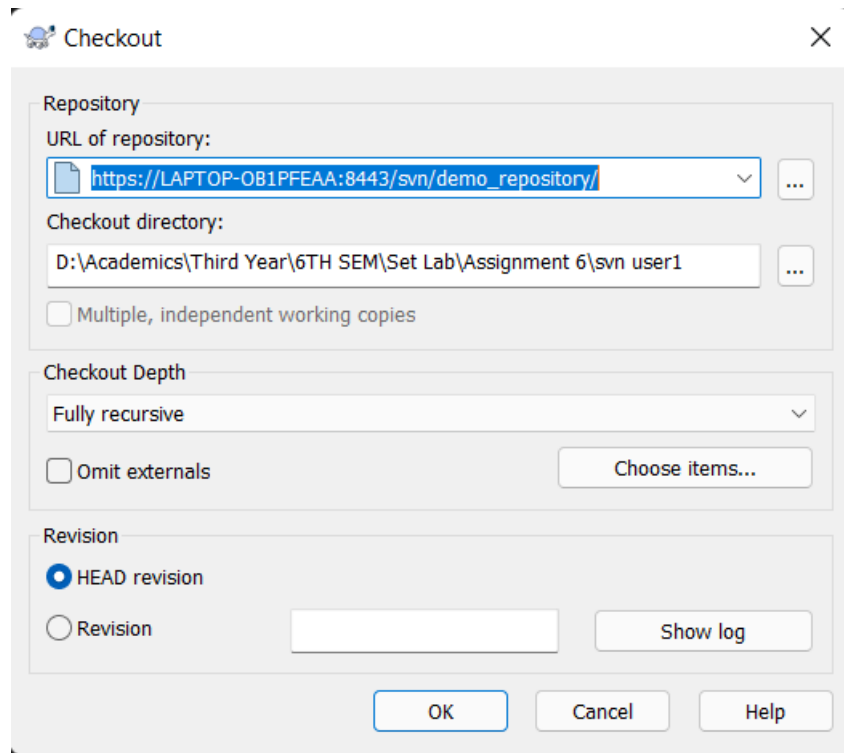 Checkout
Repository
URL of repository:
https://LAPTOP-OB1PFEAA:8443/svn/demo_repository/
...
Checkout directory:
D:\Academics\Third Year\6TH SEM\Set Lab\Assignment 6\svn user1
...
Multiple, independent working copies
Checkout Depth
Fully recursive
Omit externals
Choose items...
Revision
HEAD revision
Revision
Show log
OK
Cancel
Help